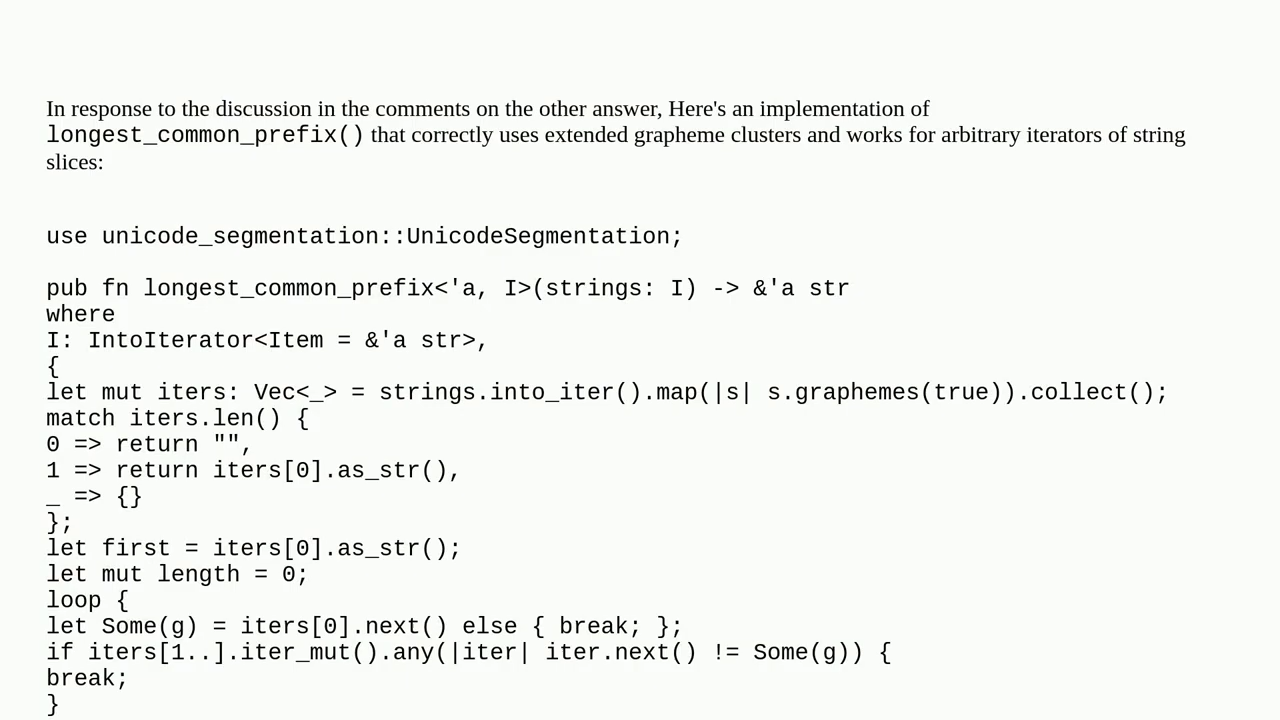 In response to the discussion in the comments on the other answer, Here's an implementation of
longest_common_prefix() that correctly uses extended grapheme clusters and works for arbitrary iterators of string
slices:
use unicode_segmentation::UnicodeSegmentation;
pub fn longest_common_prefix<'a, I>(strings: I) -> &'a str
where
I: IntoIterator<Item = &'a str>,
{
let mut iters: Vec<_> = strings.into_iter().map(|s| s.graphemes(true)).collect();
match iters.len() {
0 => return "",
1 => return iters[0].as_str(),
_ => {}
};
let first = iters[0].as_str();
let mut length = 0;
loop {
let Some(g) = iters[0].next() else { break; };
if iters[1..].iter_mut().any(|iter| iter.next() != Some(g)) {
break;
}